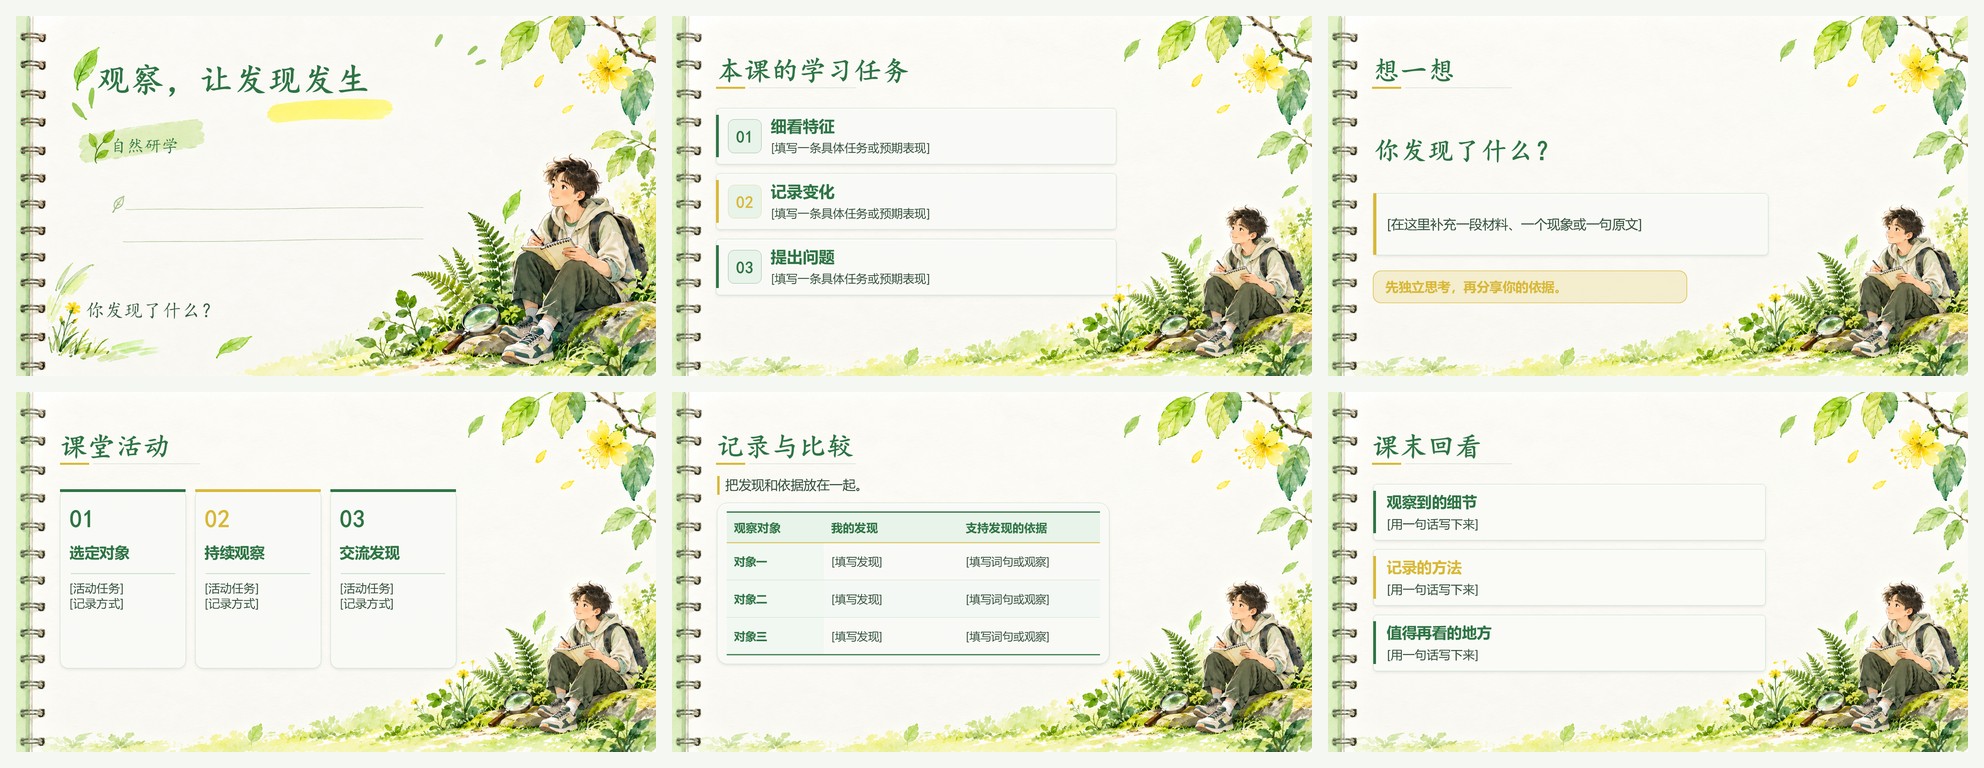 观察，让发现发生
自然研学
你发现了什么？
本课的学习任务
01
细看特征
[填写一条具体任务或预期表现]
02
记录变化
[填写一条具体任务或预期表现]
03
提出问题
[填写一条具体任务或预期表现]
想一想
你发现了什么？
[在这里补充一段材料、一个现象或一句原文]
先独立思考，再分享你的依据。
课堂活动
01
选定对象
[活动任务]
[记录方式]
02
持续观察
[活动任务]
[记录方式]
03
交流发现
[活动任务]
[记录方式]
记录与比较
把发现和依据放在一起。
观察对象 我的发现 支持发现的依据
对象一 [填写发现] [填写词句或观察]
对象二 [填写发现] [填写词句或观察]
对象三 [填写发现] [填写词句或观察]
课末回看
观察到的细节
[用一句话写下来]
记录的方法
[用一句话写下来]
值得再看的地方
[用一句话写下来]